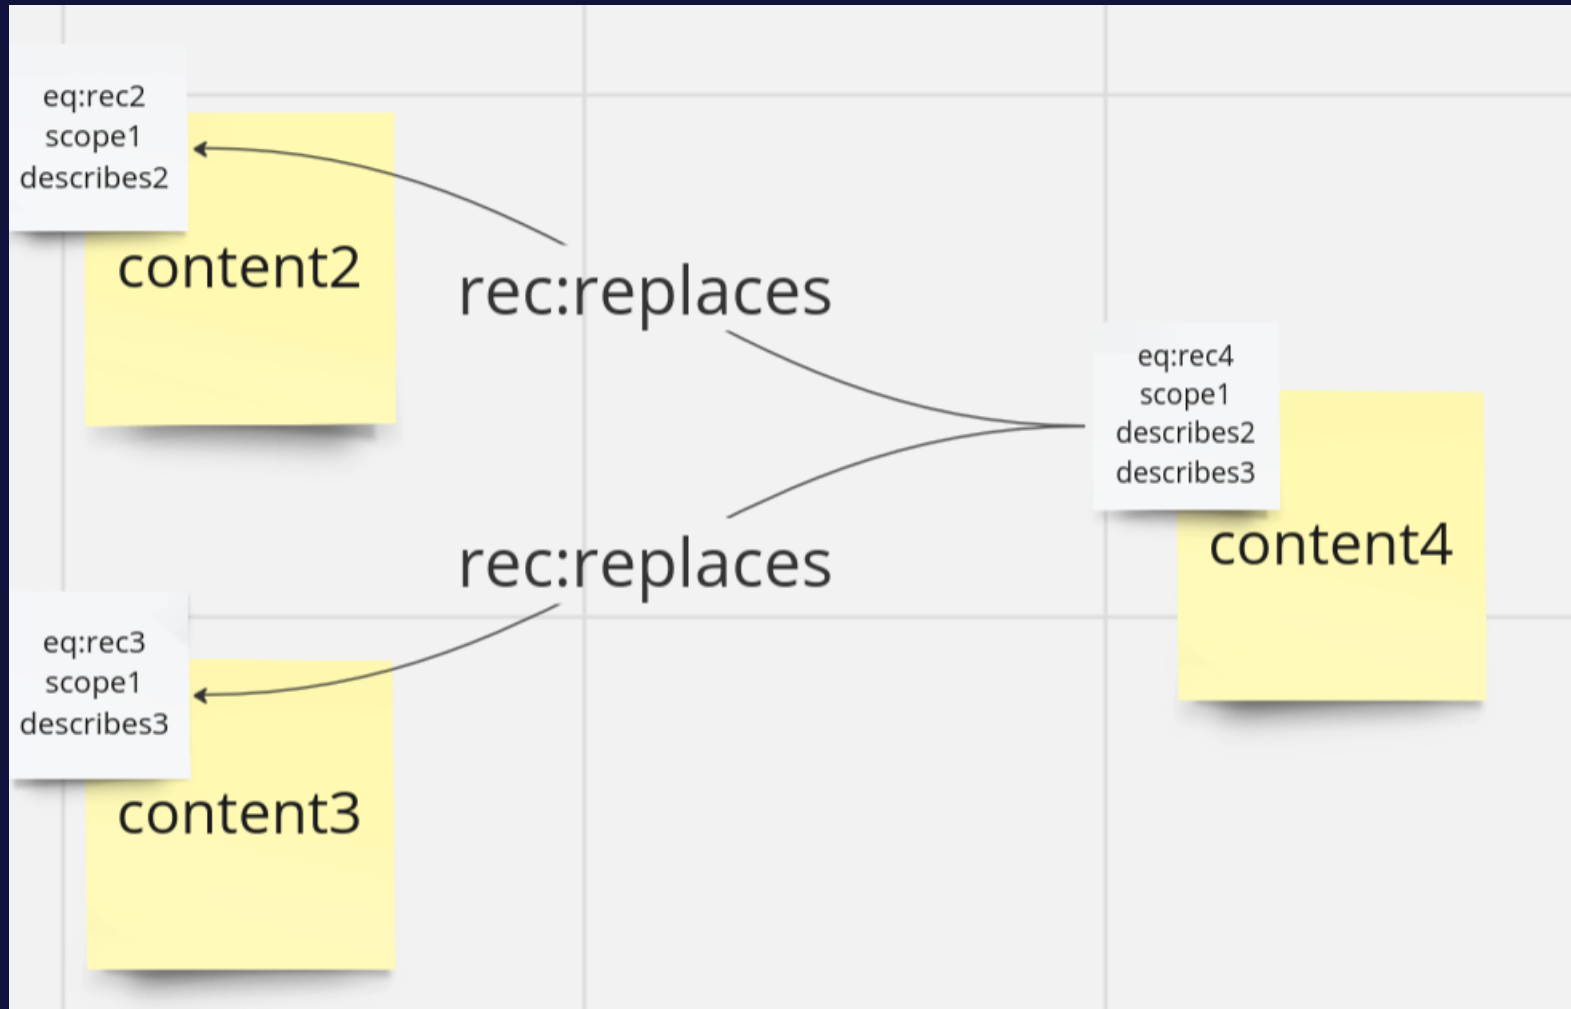 eq:rec2
scope1
describes2
content2
rec:replaces
eq:rec4
scope1
describes2
describes3
content4
rec:replaces
eq:rec3
scope1
describes3
content3